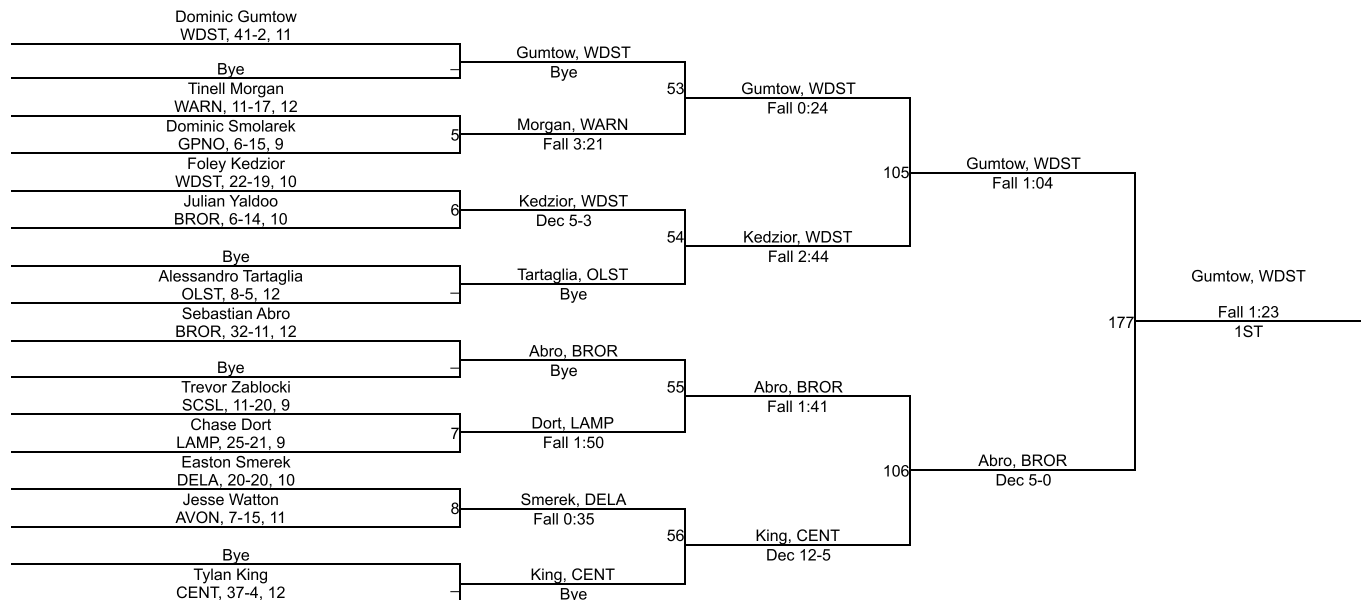 Dominic Gumtow
WDST, 41-2, 11
Bye
Tinell Morgan
WARN, 11-17, 12
Dominic Smolarek
GPNO, 6-15, 9
Foley Kedzior
WDST, 22-19, 10
Julian Yaldoo
BROR, 6-14, 10
Bye
Alessandro Tartaglia
OLST, 8-5, 12
Sebastian Abro
BROR, 32-11, 12
Bye
Trevor Zablocki
SCSL, 11-20, 9
Chase Dort
LAMP, 25-21, 9
Easton Smerek
DELA, 20-20, 10
Jesse Watton
AVON, 7-15, 11
Bye
Tylan King
CENT, 37-4, 12
–
5
6
–
–
7
8
–
Gumtow, WDST
Bye
Morgan, WARN
Fall 3:21
Kedzior, WDST
Dec 5-3
Tartaglia, OLST
Bye
Abro, BROR
Bye
Dort, LAMP
Fall 1:50
Smerek, DELA
Fall 0:35
King, CENT
Bye
53
54
55
56
Gumtow, WDST
Fall 0:24
Kedzior, WDST
Fall 2:44
Abro, BROR
Fall 1:41
King, CENT
Dec 12-5
105
106
Gumtow, WDST
Fall 1:04
Abro, BROR
Dec 5-0
177
Gumtow, WDST
Fall 1:23
1ST